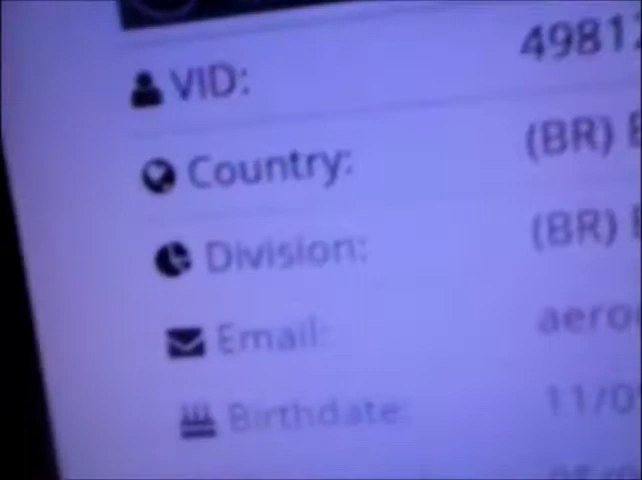 VID: 4981
Country: (BR)
Division: (BR)
Email: aero
Birthdate: 11/0